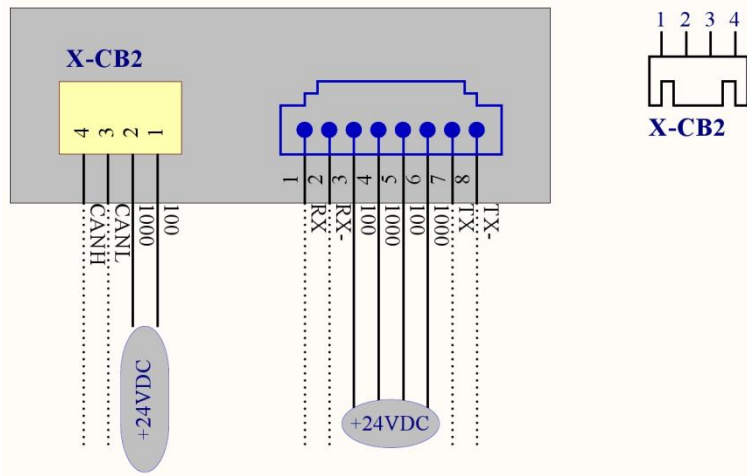 X-CB2
4 3 2 1
CANH CANL 1000 100
+24VDC
1 2 3 4 5 6 7 8
RX RX- 100 1000 100 1000 TX TX-
+24VDC
1 2 3 4
X-CB2